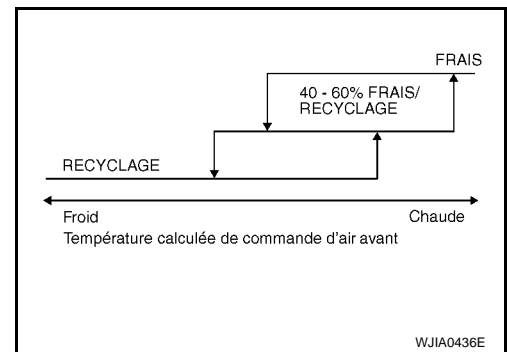 FRAIS
40 - 60% FRAIS/
RECYCLAGE
RECYCLAGE
Froid
Chaude
Température calculée de commande d'air avant
WJIA0436E